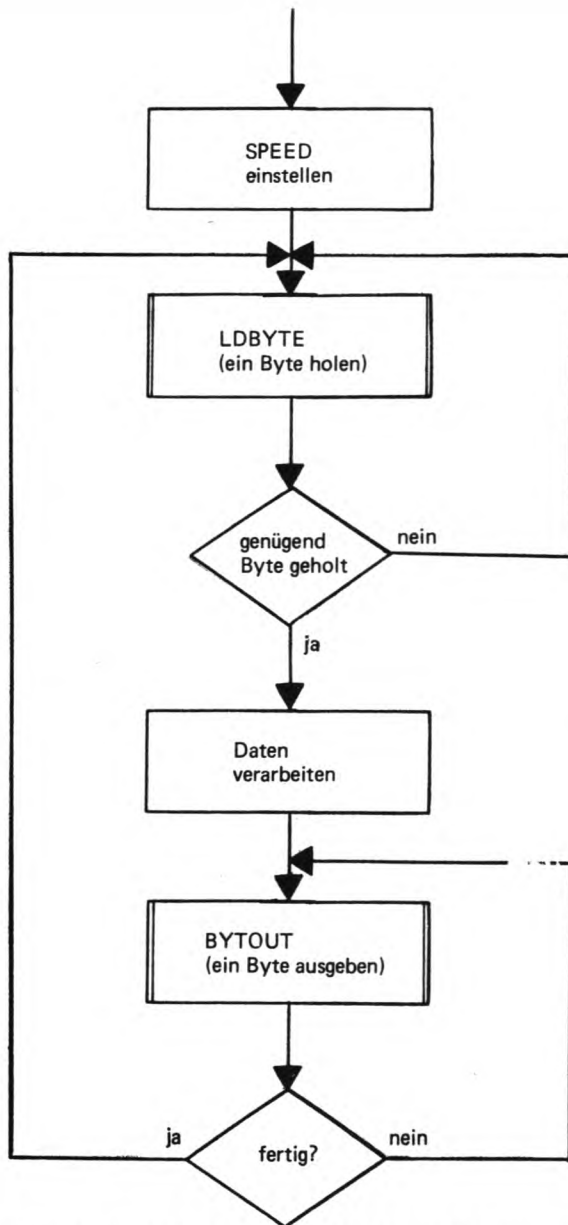 SPEED
einstellen
LDBYTE
(ein Byte holen)
genügend
Byte geholt
nein
ja
Daten
verarbeiten
BYTOUT
(ein Byte ausgeben)
ja
fertig?
nein